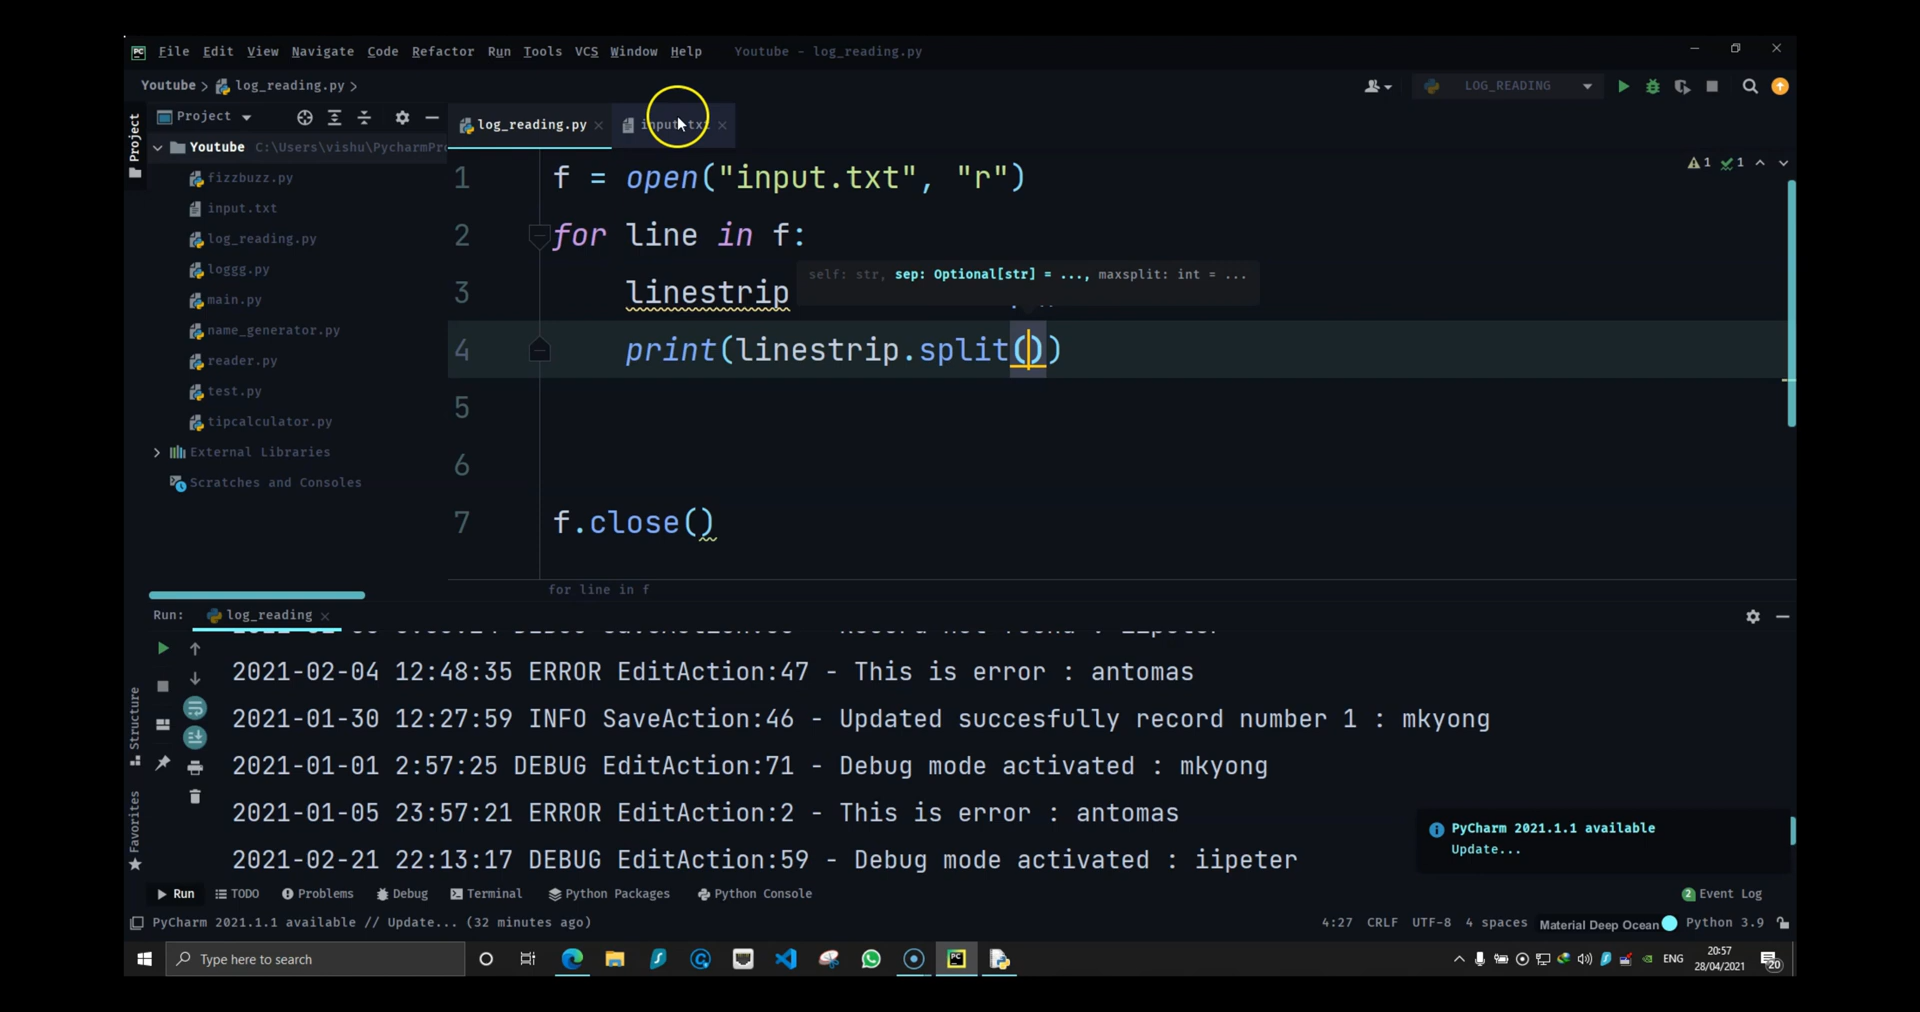 File Edit View Navigate Code Refactor Run Tools VCS Window Help Youtube - log_reading.py
Youtube > log_reading.py > LOG_READING
Project
Project
log_reading.py
Youtube C:\Users\vishu\PycharmPro
fizzbuzz.py
input.txt
log_reading.py
loggg.py
main.py
name_generator.py
reader.py
test.py
tipcalculator.py
External Libraries
Scratches and Consoles
1 f = open("input.txt", "r")
2 for line in f:
self: str, sep: Optional[str] = ..., maxsplit: int = ...
3 linestrip
4 print(linestrip.split())
5
6
7 f.close()
1 1
for line in f
Run: log_reading
2021-02-04 12:48:35 ERROR EditAction:47 - This is error : antomas
2021-01-30 12:27:59 INFO SaveAction:46 - Updated succesfully record number 1 : mkyong
2021-01-01 2:57:25 DEBUG EditAction:71 - Debug mode activated : mkyong
2021-01-05 23:57:21 ERROR EditAction:2 - This is error : antomas
2021-02-21 22:13:17 DEBUG EditAction:59 - Debug mode activated : iipeter
Structure
Favorites
PyCharm 2021.1.1 available
Update...
Run TODO Problems Debug Terminal Python Packages Python Console 2 Event Log
PyCharm 2021.1.1 available // Update... (32 minutes ago) 4:27 CRLF UTF-8 4 spaces Material Deep Ocean Python 3.9
Type here to search ENG 20:57
28/04/2021 20